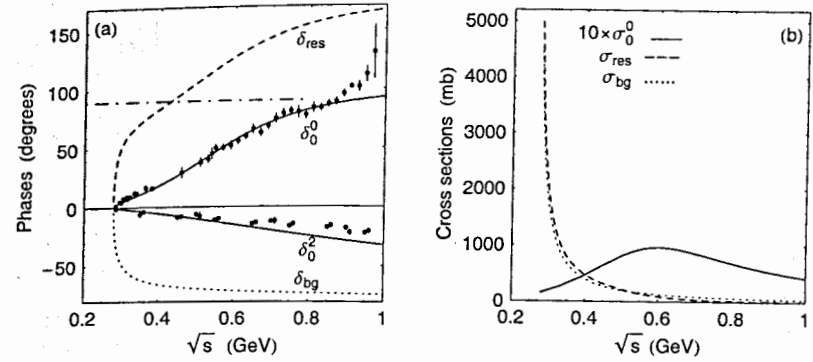 (a)
150
100
50
0
−50
Phases (degrees)
δres
δ⁰₀
δ²₀
δbg
0.2 0.4 0.6 0.8 1
√s (GeV)
(b)
10×σ⁰₀
σres
σbg
5000
4000
3000
2000
1000
0
Cross sections (mb)
0.2 0.4 0.6 0.8 1
√s (GeV)